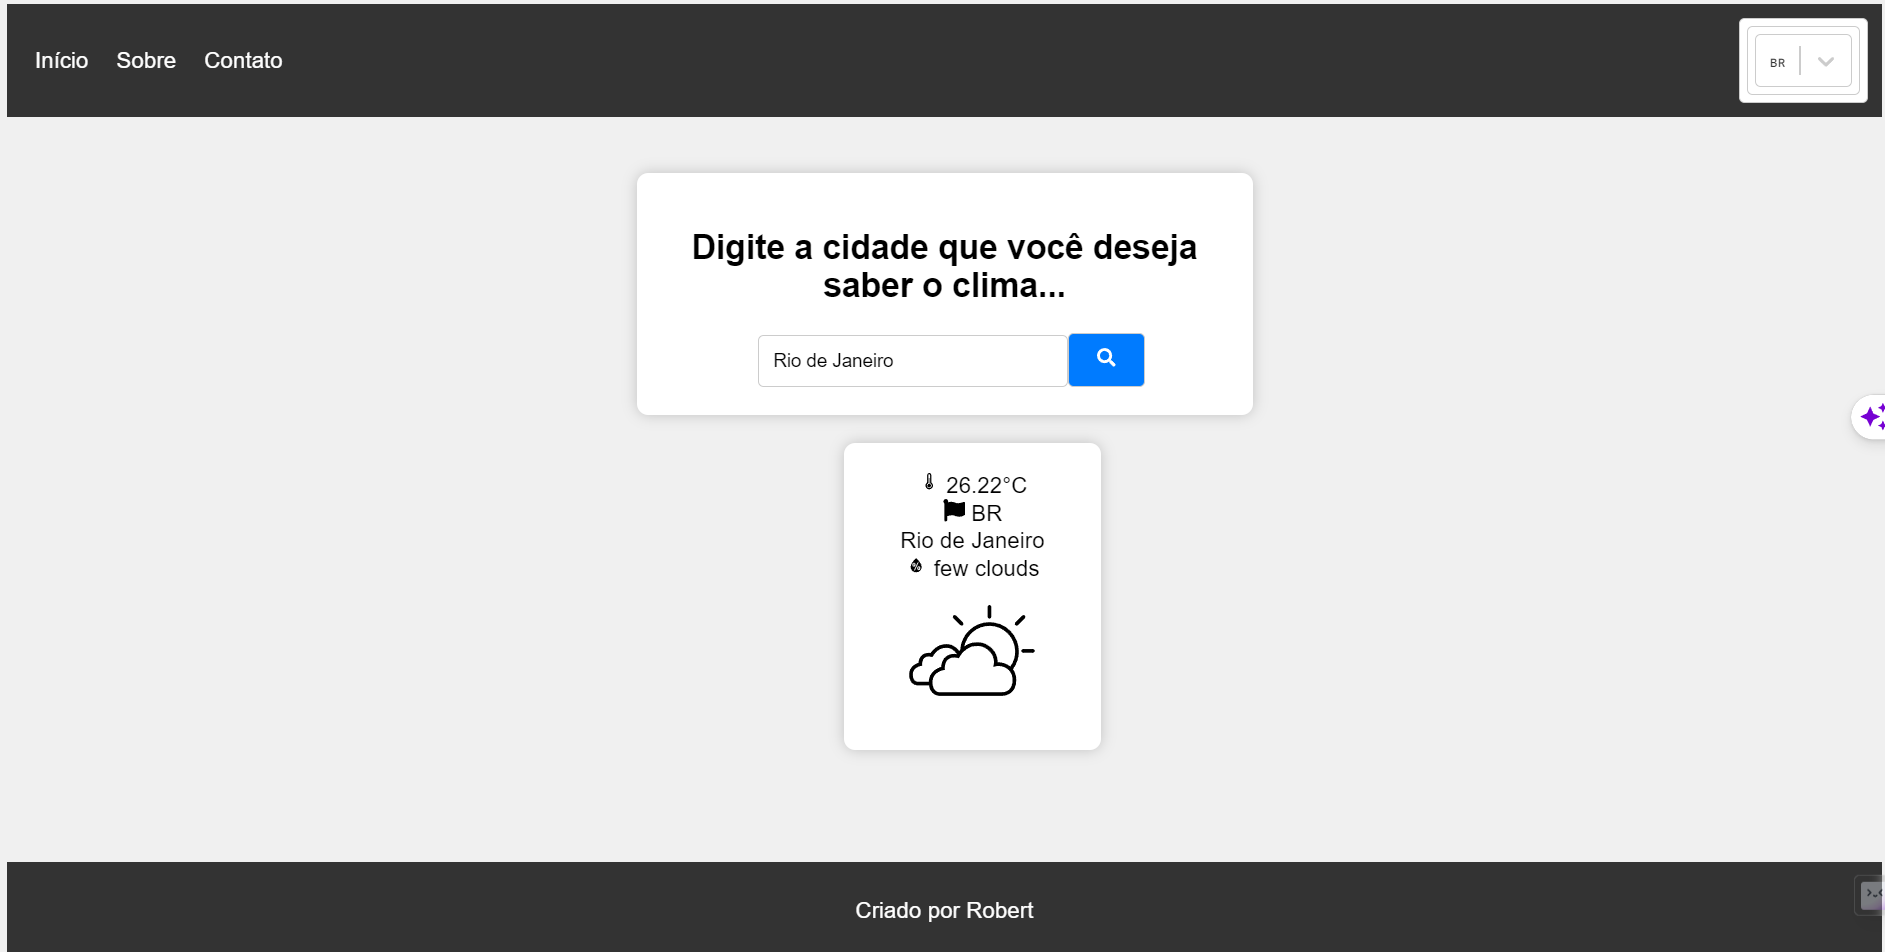 Início Sobre Contato
BR
Digite a cidade que você deseja
saber o clima...
Rio de Janeiro
26.22°C
BR
Rio de Janeiro
few clouds
Criado por Robert